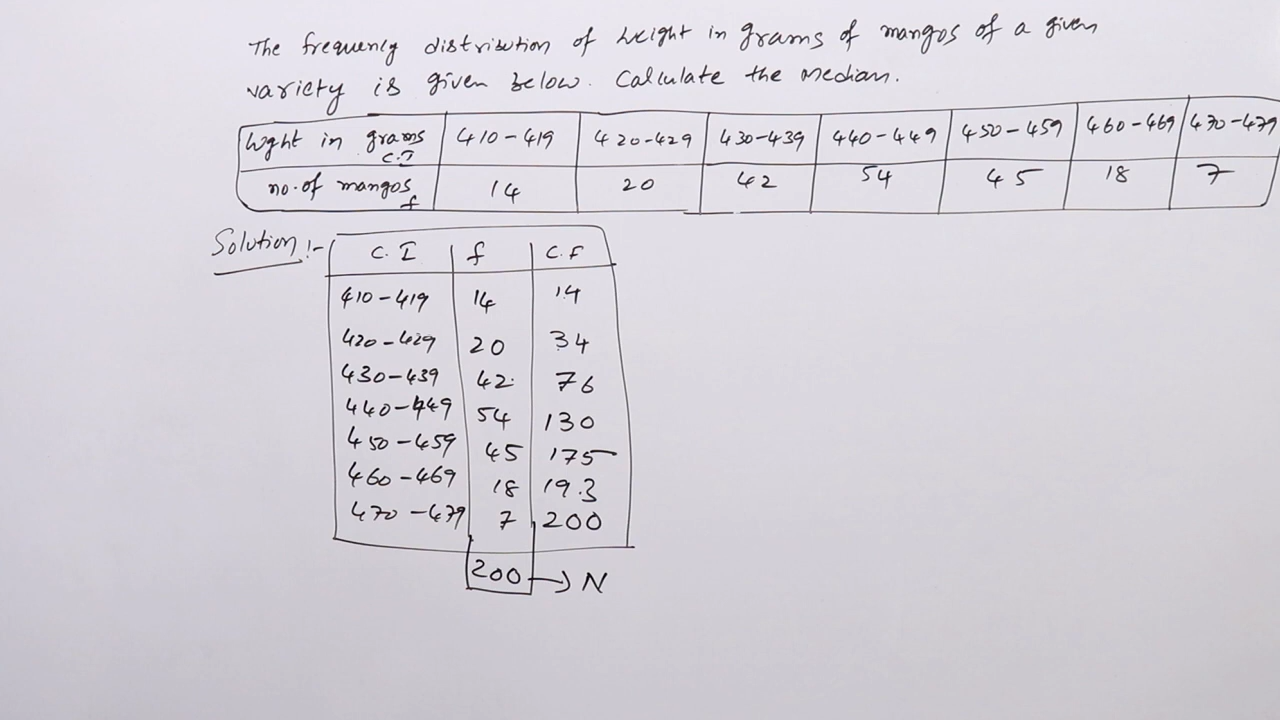 The frequency distribution of weight in grams of mangos of a given
variety is given below. Calculate the median.
Wght in grams C.I 410-419 420-429 430-439 440-449 450-459 460-469 470-479
no. of mangos f 14 20 42 54 45 18 7
Solution :-
C.I f C.F
410-419 14 14
420-429 20 34
430-439 42 76
440-449 54 130
450-459 45 175
460-469 18 193
470-479 7 200
200 → N